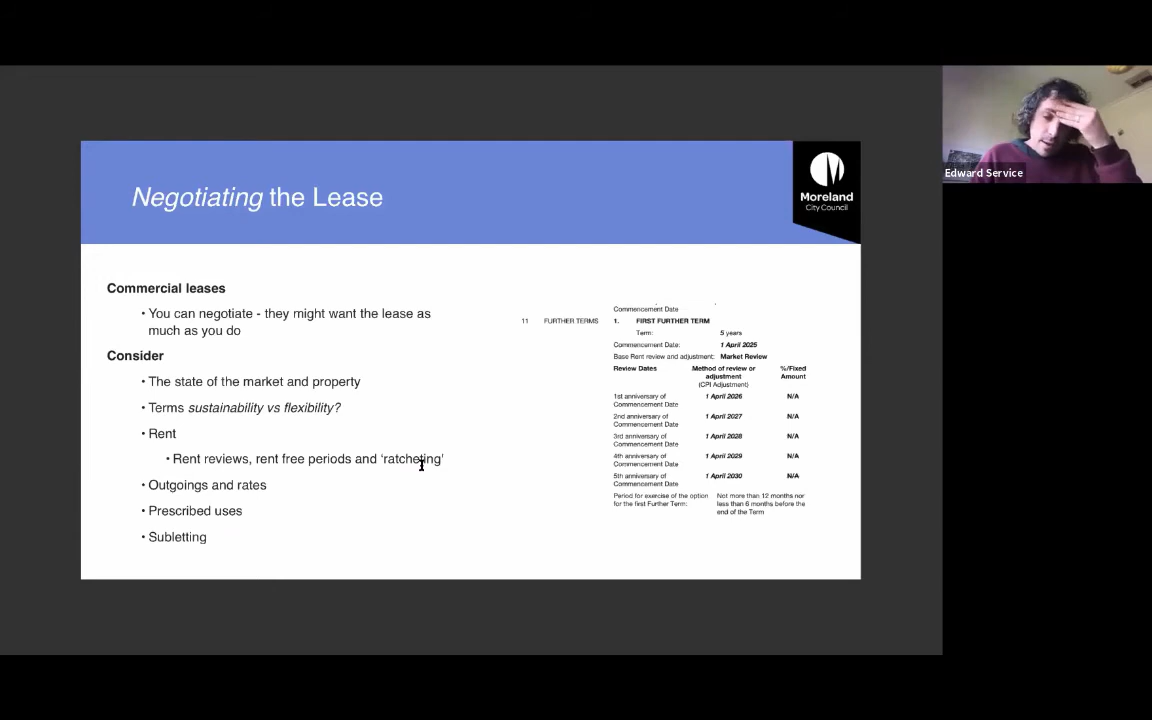 Negotiating the Lease
Moreland
City Council
Edward Service
Commercial leases
• You can negotiate - they might want the lease as
much as you do
Consider
• The state of the market and property
• Terms sustainability vs flexibility?
• Rent
• Rent reviews, rent free periods and ‘ratcheting’
• Outgoings and rates
• Prescribed uses
• Subletting
Commencement Date
11 FURTHER TERMS 1. FIRST FURTHER TERM
Term: 5 years
Commencement Date: 1 April 2025
Base Rent review and adjustment: Market Review
Review Dates Method of review or %/Fixed
adjustment Amount
(CPI Adjustment)
1st anniversary of 1 April 2026 N/A
Commencement Date
2nd anniversary of 1 April 2027 N/A
Commencement Date
3rd anniversary of 1 April 2028 N/A
Commencement Date
4th anniversary of 1 April 2029 N/A
Commencement Date
5th anniversary of 1 April 2030 N/A
Commencement Date
Period for exercise of the option Not more than 12 months nor
for the first Further Term: less than 6 months before the
end of the Term